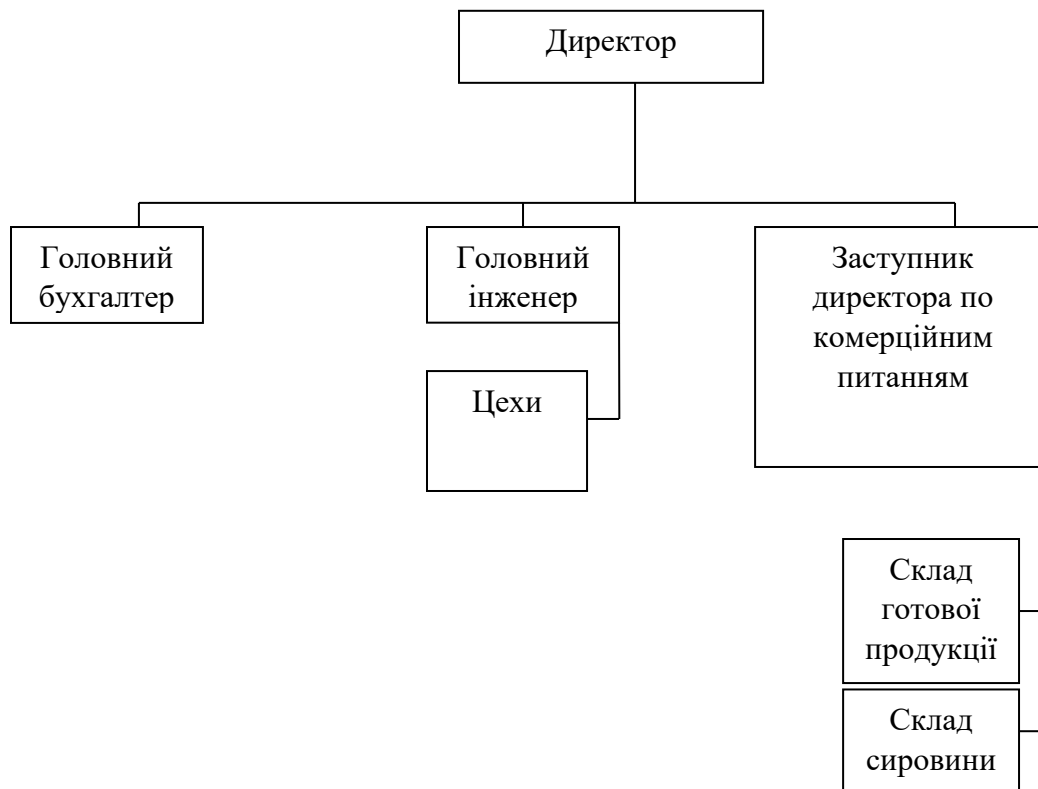 Директор
Головний
бухгалтер
Головний
інженер
Заступник
директора по
комерційним
питанням
Цехи
Склад
готової
продукції
Склад
сировини